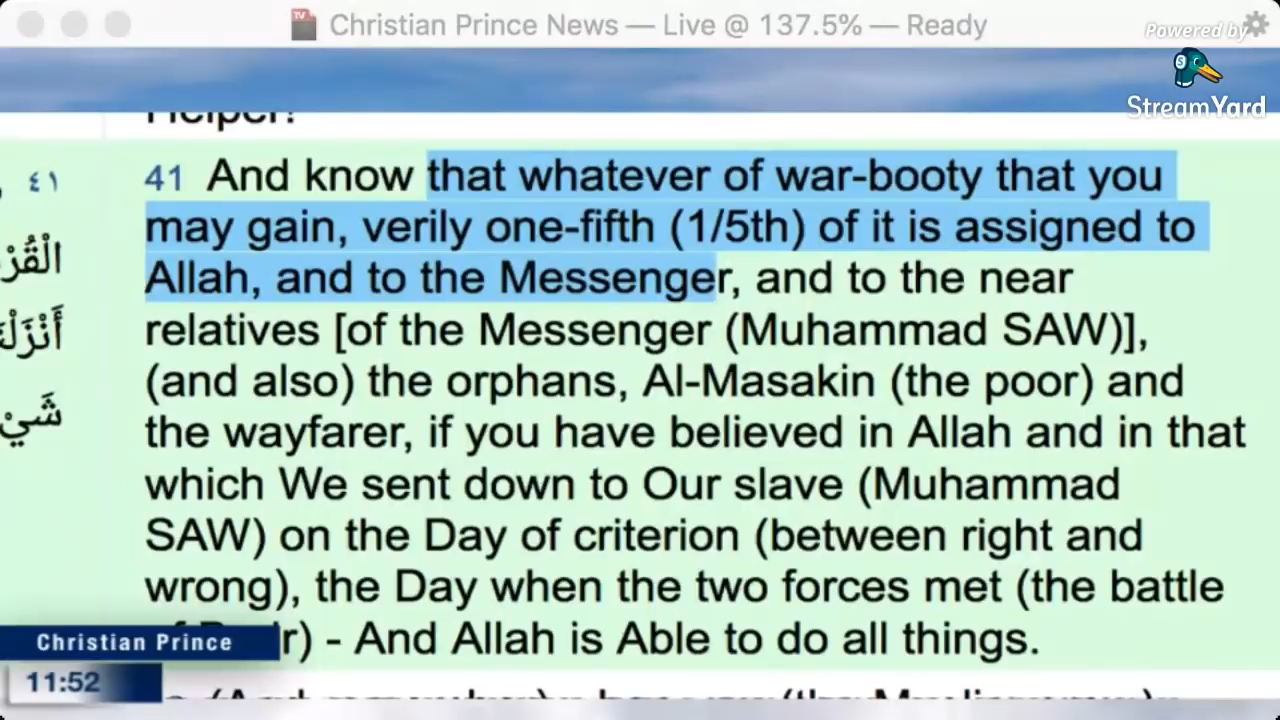 Christian Prince News — Live @ 137.5% — Ready
Powered by
StreamYard
Helper!
٤١
41 And know that whatever of war-booty that you
may gain, verily one-fifth (1/5th) of it is assigned to
Allah, and to the Messenger, and to the near
relatives [of the Messenger (Muhammad SAW)],
(and also) the orphans, Al-Masakin (the poor) and
the wayfarer, if you have believed in Allah and in that
which We sent down to Our slave (Muhammad
SAW) on the Day of criterion (between right and
wrong), the Day when the two forces met (the battle
r) - And Allah is Able to do all things.
Christian Prince
11:52